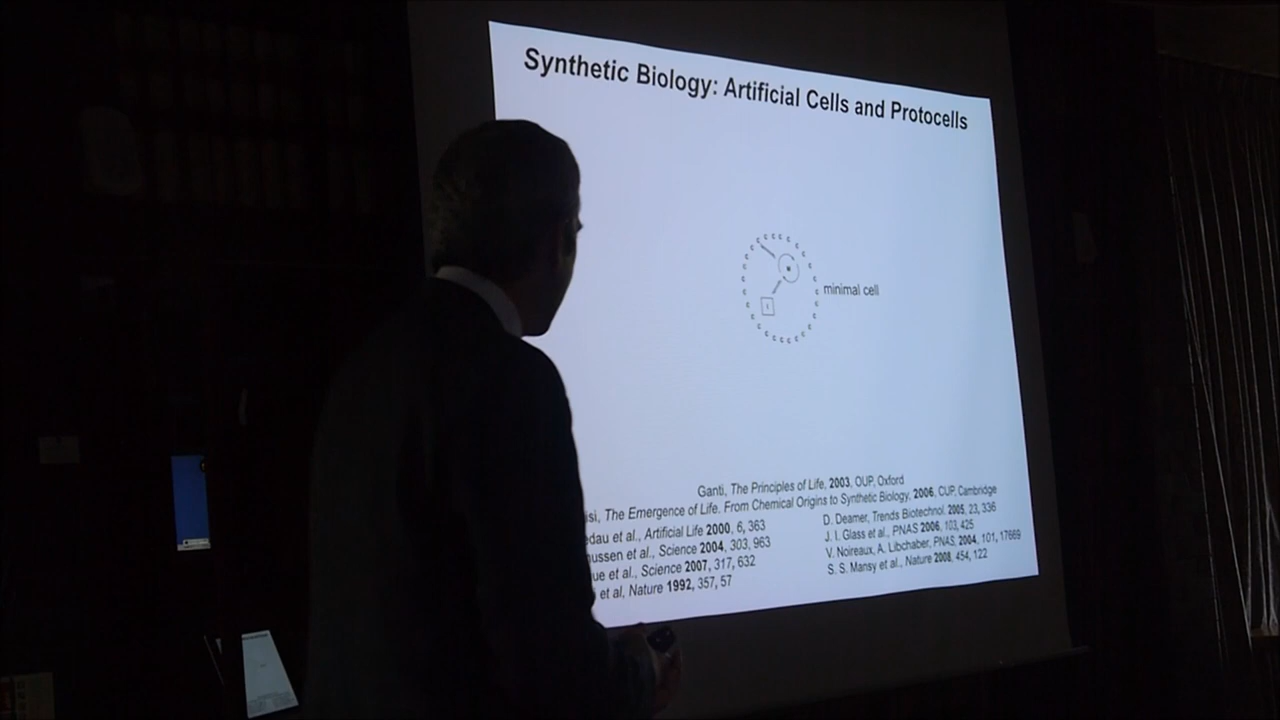 Synthetic Biology: Artificial Cells and Protocells
minimal cell
Ganti, The Principles of Life, 2003, OUP, Oxford
isi, The Emergence of Life. From Chemical Origins to Synthetic Biology, 2006, CUP, Cambridge
edau et al., Artificial Life 2000, 6, 363
nussen et al., Science 2004, 303, 963
ue et al., Science 2007, 317, 632
et al, Nature 1992, 357, 57
D. Deamer, Trends Biotechnol. 2005, 23, 336
J. I. Glass et al., PNAS 2006, 103, 425
V. Noireaux, A. Libchaber, PNAS, 2004, 101, 17669
S. S. Mansy et al., Nature 2008, 454, 122